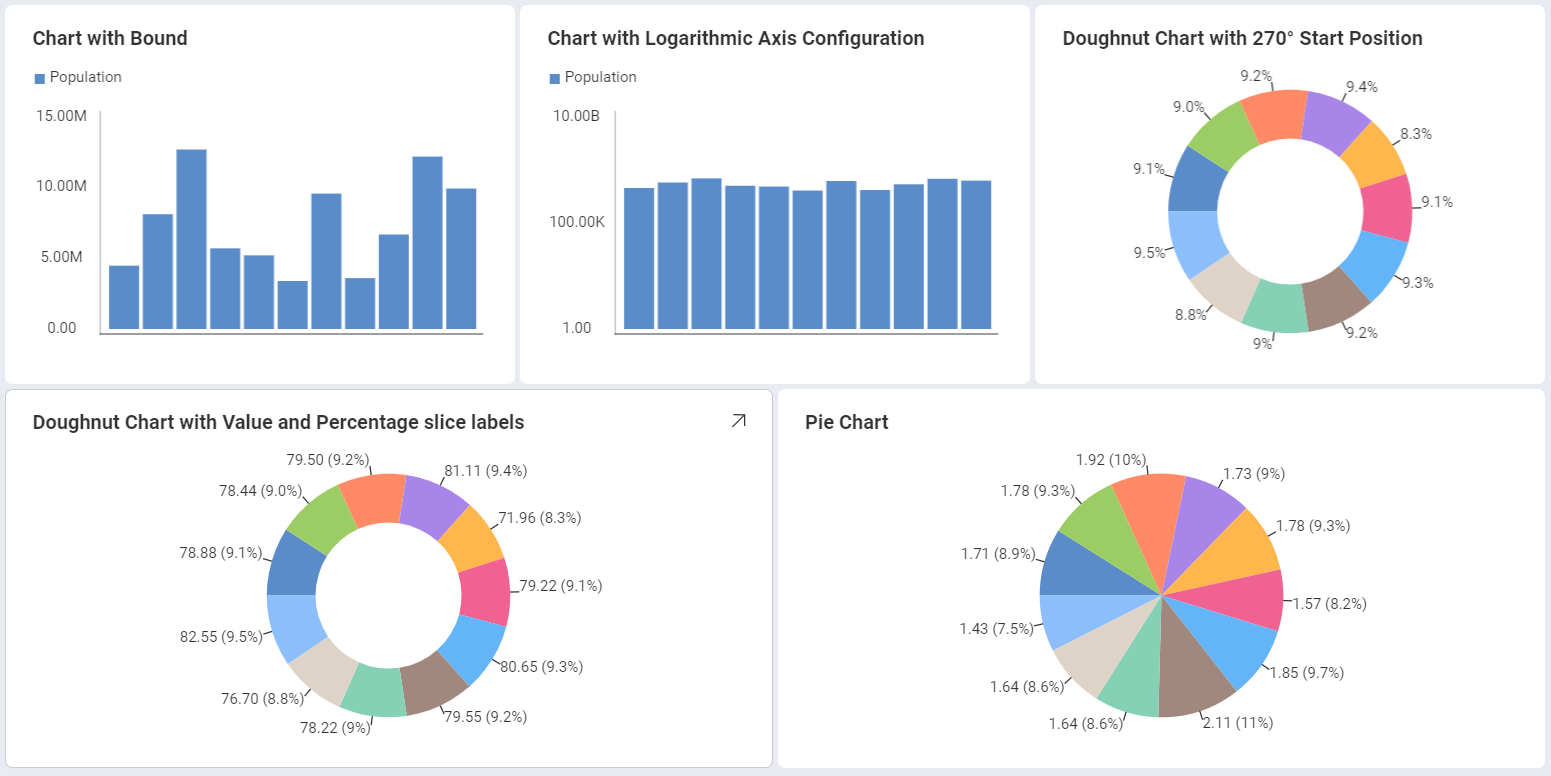 Chart with Bound
Population
15.00M
10.00M
5.00M
0.00
Chart with Logarithmic Axis Configuration
Population
10.00B
100.00K
1.00
Doughnut Chart with 270° Start Position
9.2%
9.4%
9.0%
8.3%
9.1%
9.1%
9.5%
9.3%
8.8%
9.2%
9%
Doughnut Chart with Value and Percentage slice labels
79.50 (9.2%)
81.11 (9.4%)
78.44 (9.0%)
71.96 (8.3%)
78.88 (9.1%)
79.22 (9.1%)
82.55 (9.5%)
80.65 (9.3%)
76.70 (8.8%)
79.55 (9.2%)
78.22 (9%)
Pie Chart
1.92 (10%)
1.73 (9%)
1.78 (9.3%)
1.78 (9.3%)
1.71 (8.9%)
1.57 (8.2%)
1.43 (7.5%)
1.85 (9.7%)
1.64 (8.6%)
1.64 (8.6%)
2.11 (11%)